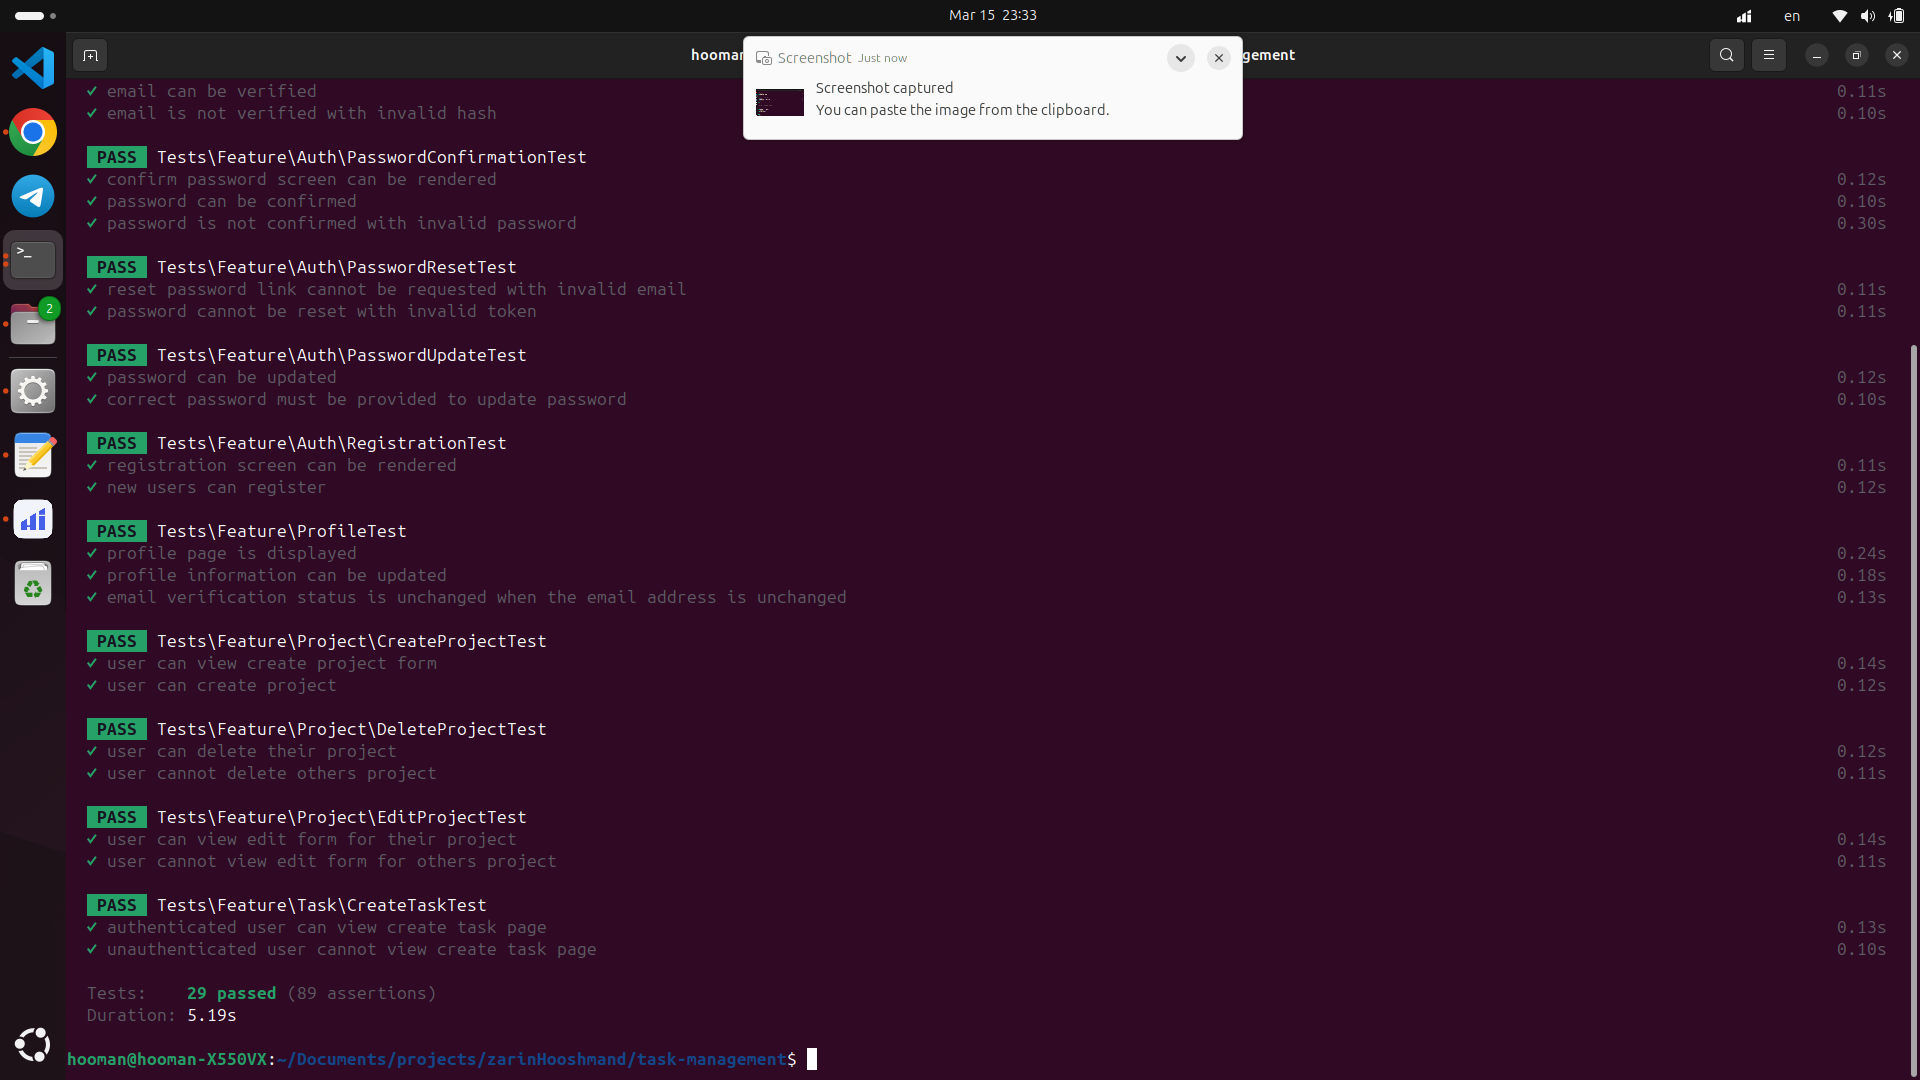 Mar 15 23:33
en
hooman
gement
Screenshot Just now
Screenshot captured
You can paste the image from the clipboard.
✓ email can be verified 0.11s
✓ email is not verified with invalid hash 0.10s
PASS Tests\Feature\Auth\PasswordConfirmationTest
✓ confirm password screen can be rendered 0.12s
✓ password can be confirmed 0.10s
✓ password is not confirmed with invalid password 0.30s
PASS Tests\Feature\Auth\PasswordResetTest
✓ reset password link cannot be requested with invalid email 0.11s
✓ password cannot be reset with invalid token 0.11s
PASS Tests\Feature\Auth\PasswordUpdateTest
✓ password can be updated 0.12s
✓ correct password must be provided to update password 0.10s
PASS Tests\Feature\Auth\RegistrationTest
✓ registration screen can be rendered 0.11s
✓ new users can register 0.12s
PASS Tests\Feature\ProfileTest
✓ profile page is displayed 0.24s
✓ profile information can be updated 0.18s
✓ email verification status is unchanged when the email address is unchanged 0.13s
PASS Tests\Feature\Project\CreateProjectTest
✓ user can view create project form 0.14s
✓ user can create project 0.12s
PASS Tests\Feature\Project\DeleteProjectTest
✓ user can delete their project 0.12s
✓ user cannot delete others project 0.11s
PASS Tests\Feature\Project\EditProjectTest
✓ user can view edit form for their project 0.14s
✓ user cannot view edit form for others project 0.11s
PASS Tests\Feature\Task\CreateTaskTest
✓ authenticated user can view create task page 0.13s
✓ unauthenticated user cannot view create task page 0.10s
Tests: 29 passed (89 assertions)
Duration: 5.19s
hooman@hooman-X550VX:~/Documents/projects/zarinHooshmand/task-management$
2